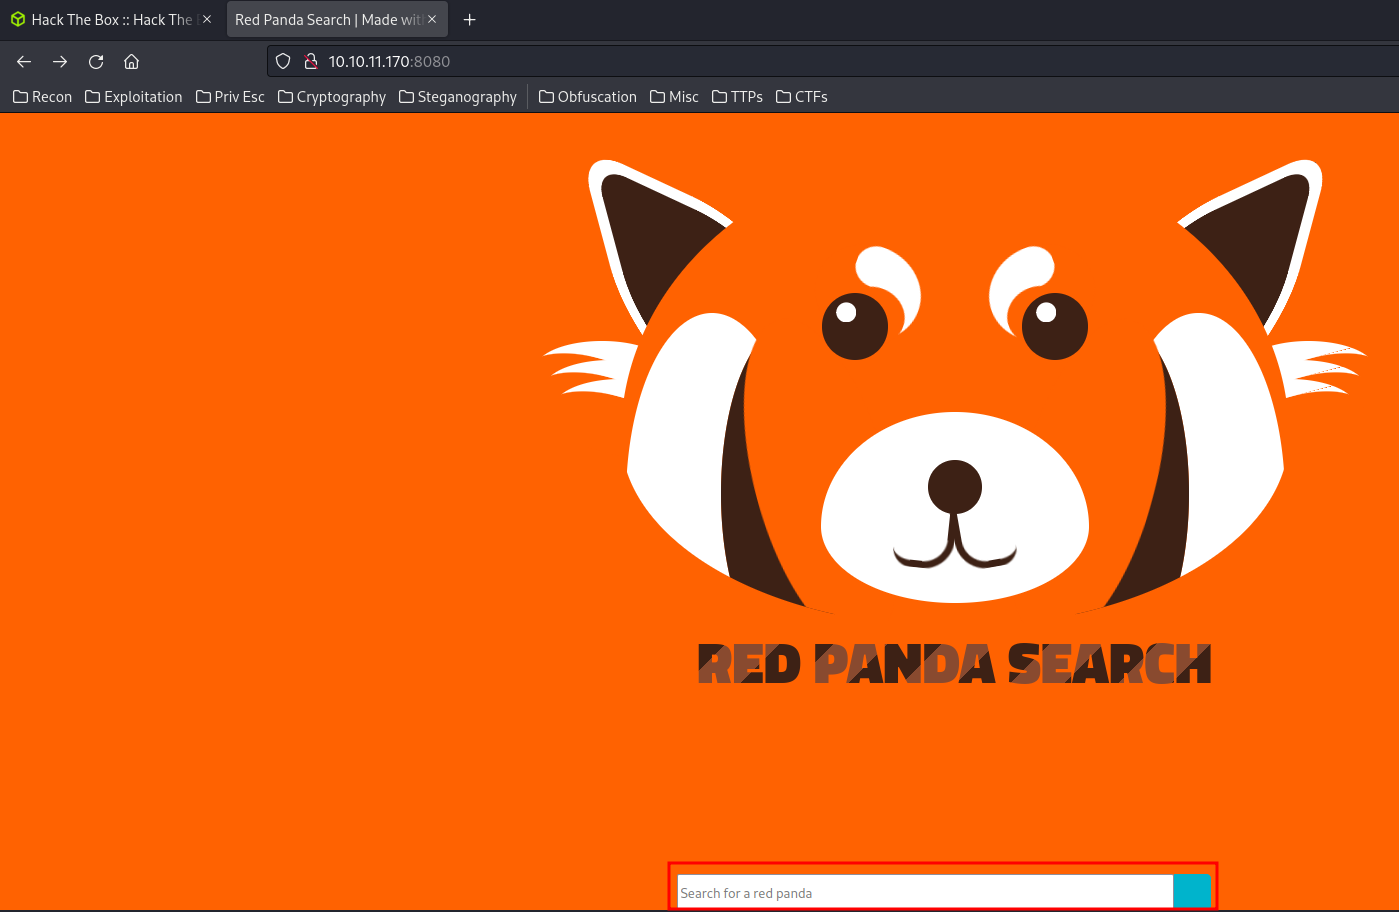 Hack The Box :: Hack The
Red Panda Search | Made with
10.10.11.170:8080
Recon
Exploitation
Priv Esc
Cryptography
Steganography
Obfuscation
Misc
TTPs
CTFs
RED PANDA SEARCH
Search for a red panda